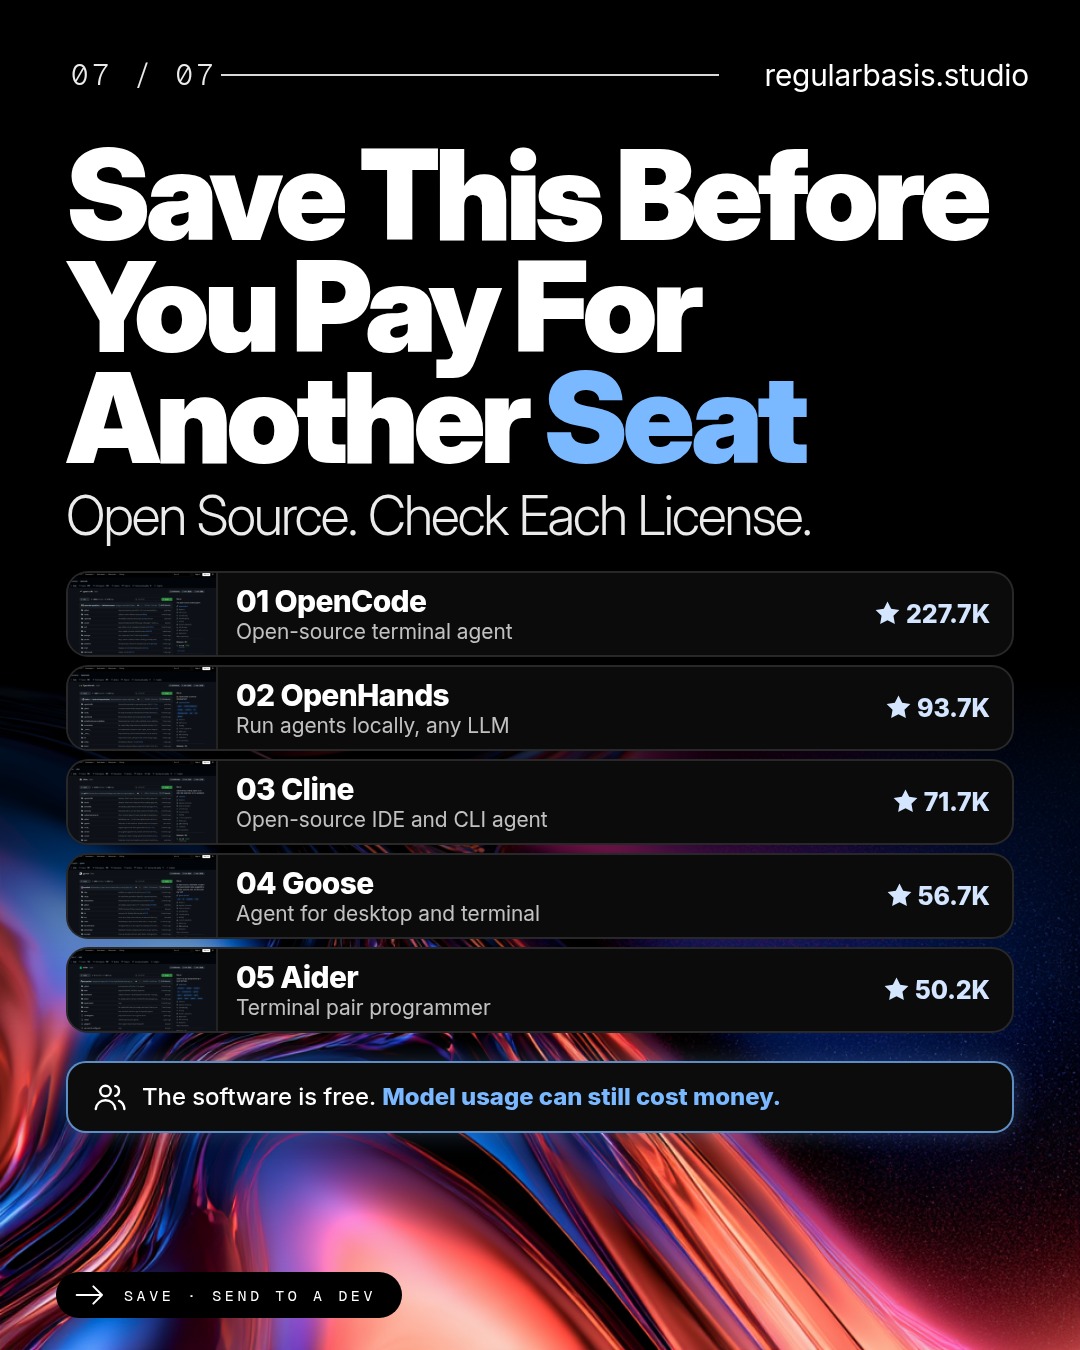 07 / 07
regularbasis.studio
Save This Before
You Pay For
Another Seat
Open Source. Check Each License.
01 OpenCode
Open-source terminal agent
★ 227.7K
02 OpenHands
Run agents locally, any LLM
★ 93.7K
03 Cline
Open-source IDE and CLI agent
★ 71.7K
04 Goose
Agent for desktop and terminal
★ 56.7K
05 Aider
Terminal pair programmer
★ 50.2K
The software is free. Model usage can still cost money.
→ SAVE · SEND TO A DEV